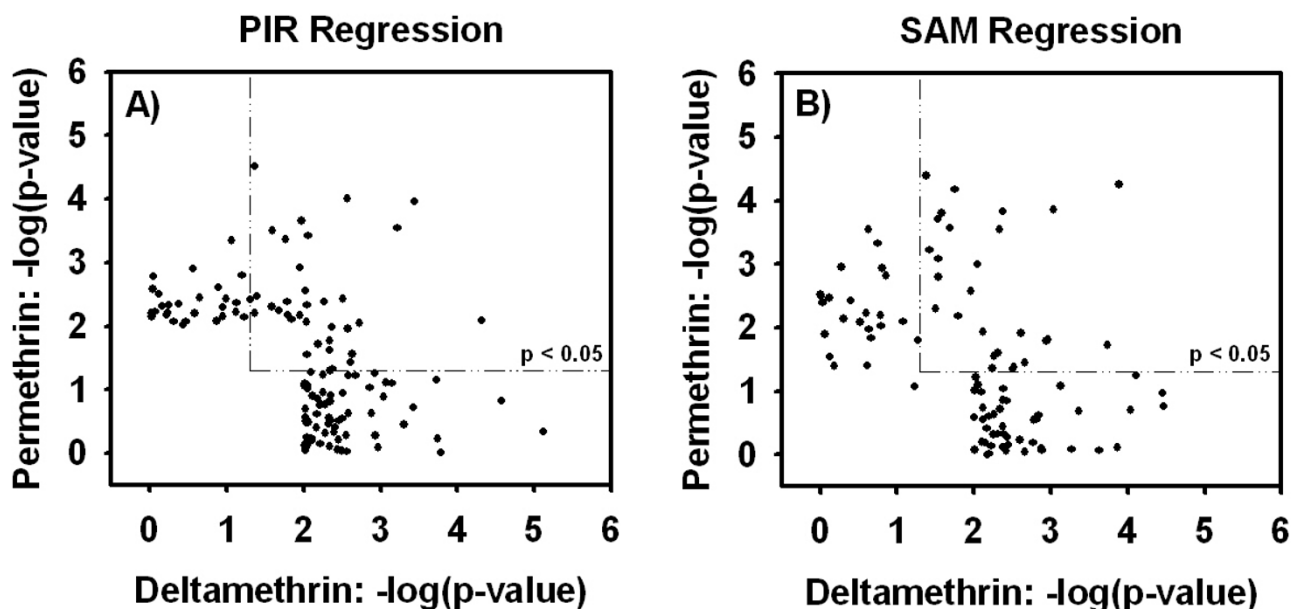 PIR Regression
SAM Regression
A)
B)
Permethrin: -log(p-value)
6
5
4
3
2
1
0
p < 0.05
0 1 2 3 4 5 6
Deltamethrin: -log(p-value)
Permethrin: -log(p-value)
6
5
4
3
2
1
0
p < 0.05
0 1 2 3 4 5 6
Deltamethrin: -log(p-value)